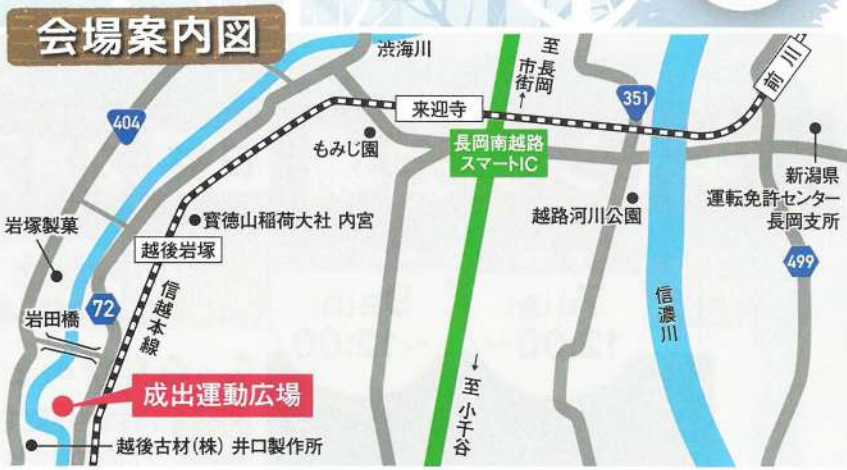 会場案内図
渋海川
至 長岡
市街→
前川
351
404
来迎寺
もみじ園
長岡南越路
スマートIC
新潟県
運転免許センター
長岡支所
越路河川公園
寳徳山稲荷大社 内宮
岩塚製菓
越後岩塚
499
72
信越本線
信濃川
岩田橋
←至 小千谷
成出運動広場
越後古材(株) 井口製作所